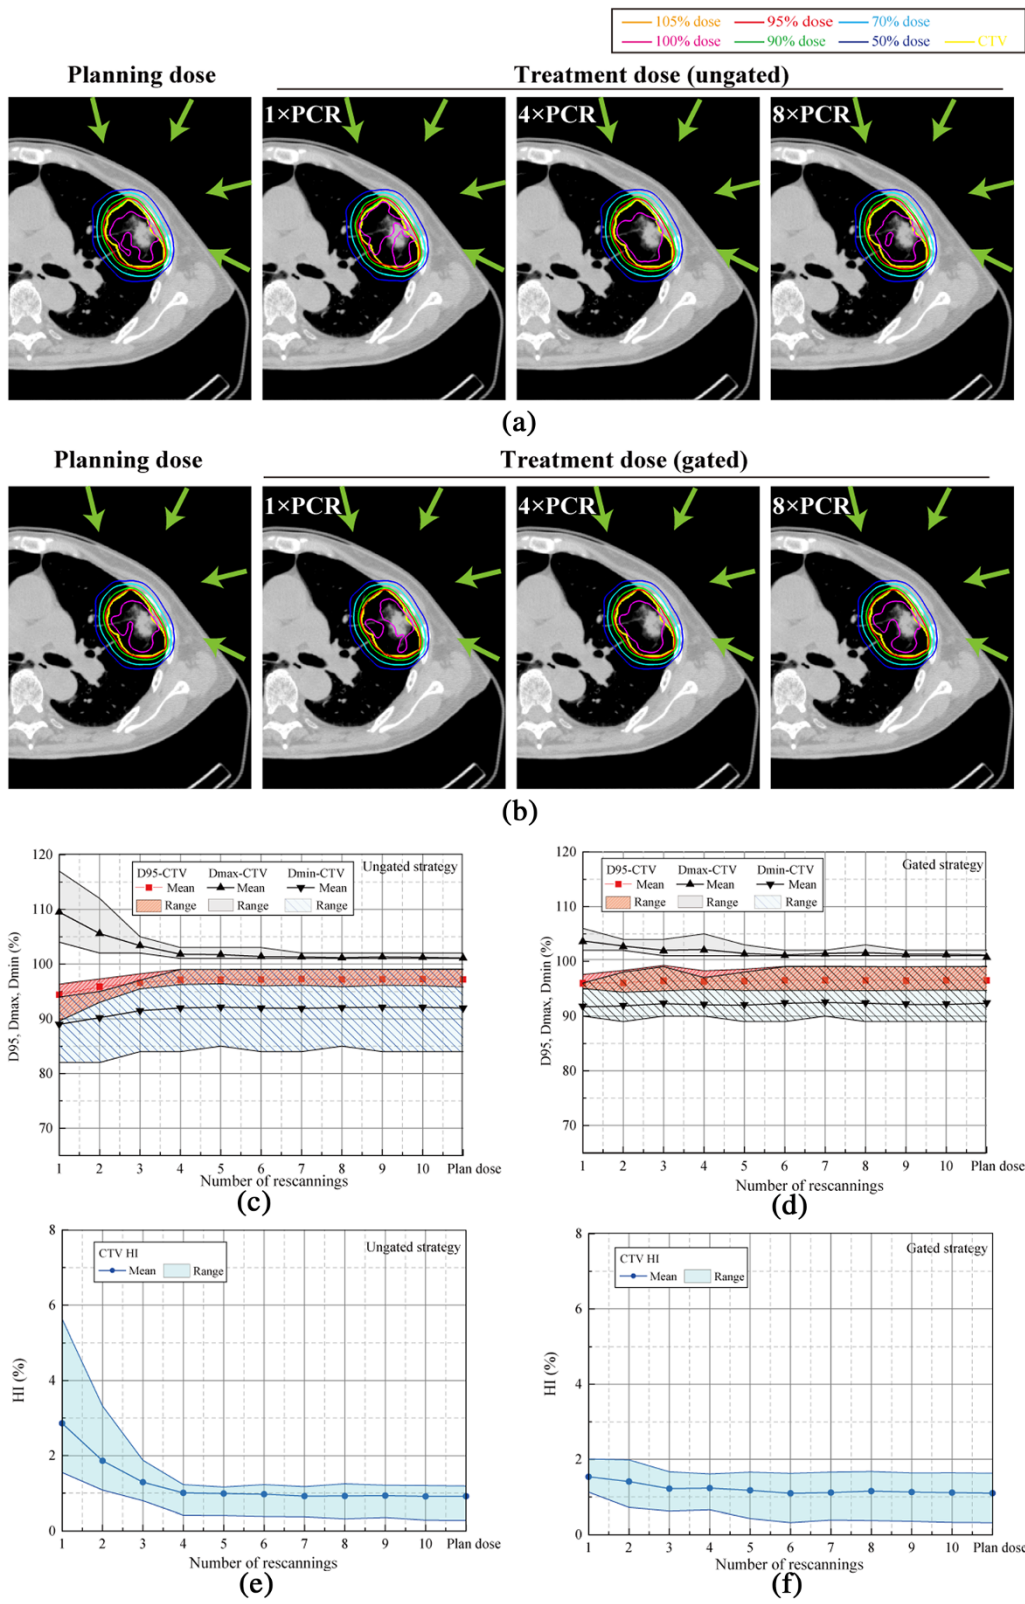 105% dose 95% dose 70% dose
100% dose 90% dose 50% dose CTV
Planning dose Treatment dose (ungated)
1×PCR 4×PCR 8×PCR
(a)
Planning dose Treatment dose (gated)
1×PCR 4×PCR 8×PCR
(b)
120
110
100
90
80
70
D95, Dmax, Dmin (%)
D95-CTV Dmax-CTV Dmin-CTV
Mean Mean Mean
Range Range Range
Ungated strategy
1 2 3 4 5 6 7 8 9 10 Plan dose
Number of rescannings
(c)
120
110
100
90
80
70
D95, Dmax, Dmin (%)
D95-CTV Dmax-CTV Dmin-CTV
Mean Mean Mean
Range Range Range
Gated strategy
1 2 3 4 5 6 7 8 9 10 Plan dose
Number of rescannings
(d)
8
6
4
2
0
HI (%)
CTV HI
Mean Range
Ungated strategy
1 2 3 4 5 6 7 8 9 10 Plan dose
Number of rescannings
(e)
8
6
4
2
0
HI (%)
CTV HI
Mean Range
Gated strategy
1 2 3 4 5 6 7 8 9 10 Plan dose
Number of rescannings
(f)